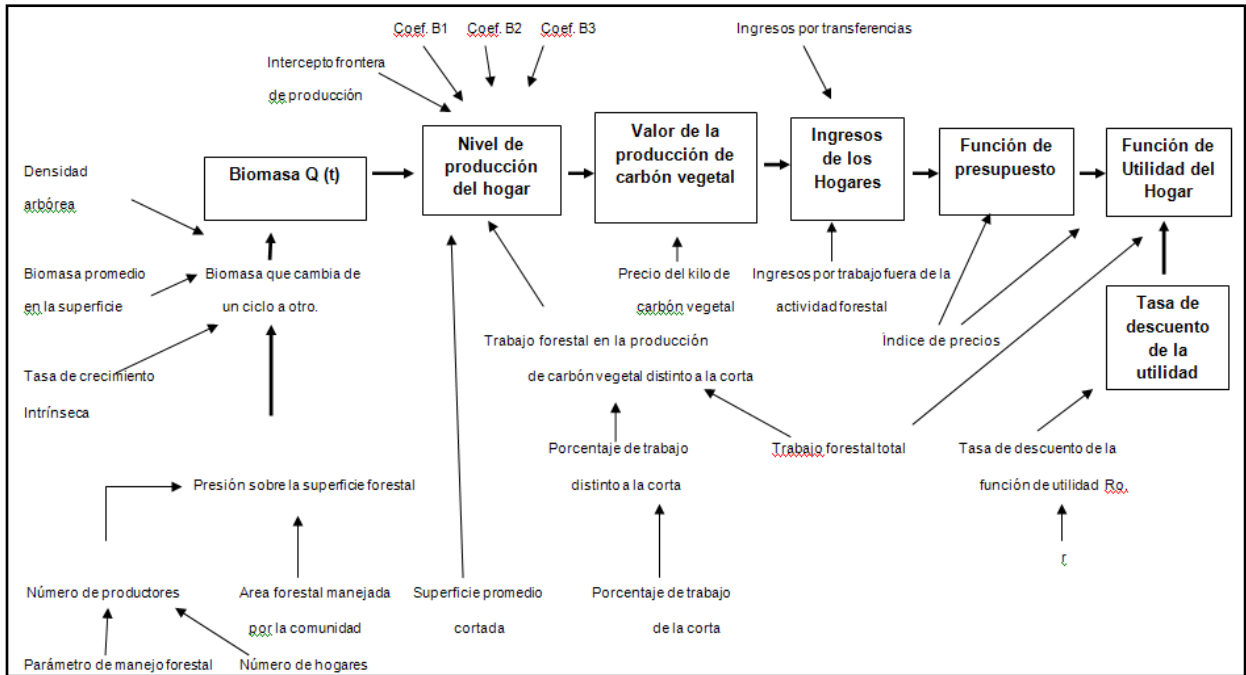 Coef. B1
Coef. B2
Coef. B3
Ingresos por transferencias
Intercepto frontera
de producción
Nivel de
producción
del hogar
Valor de la
producción de
carbón vegetal
Ingresos
de los
Hogares
Función de
presupuesto
Función de
Utilidad del
Hogar
Densidad
arbórea
Biomasa Q (t)
Biomasa promedio
en la superficie
Biomasa que cambia de
un ciclo a otro.
Precio del kilo de
carbón vegetal
Ingresos por trabajo fuera de la
actividad forestal
Tasa de
descuento
de la
utilidad
Trabajo forestal en la producción
de carbón vegetal distinto a la corta
Índice de precios
Tasa de crecimiento
Intrínseca
Porcentaje de trabajo
distinto a la corta
Trabajo forestal total
Tasa de descuento de la
función de utilidad Ro,
Presión sobre la superficie forestal
r
Número de productores
Area forestal manejada
por la comunidad
Superficie promedio
cortada
Porcentaje de trabajo
de la corta
Parámetro de manejo forestal
Número de hogares